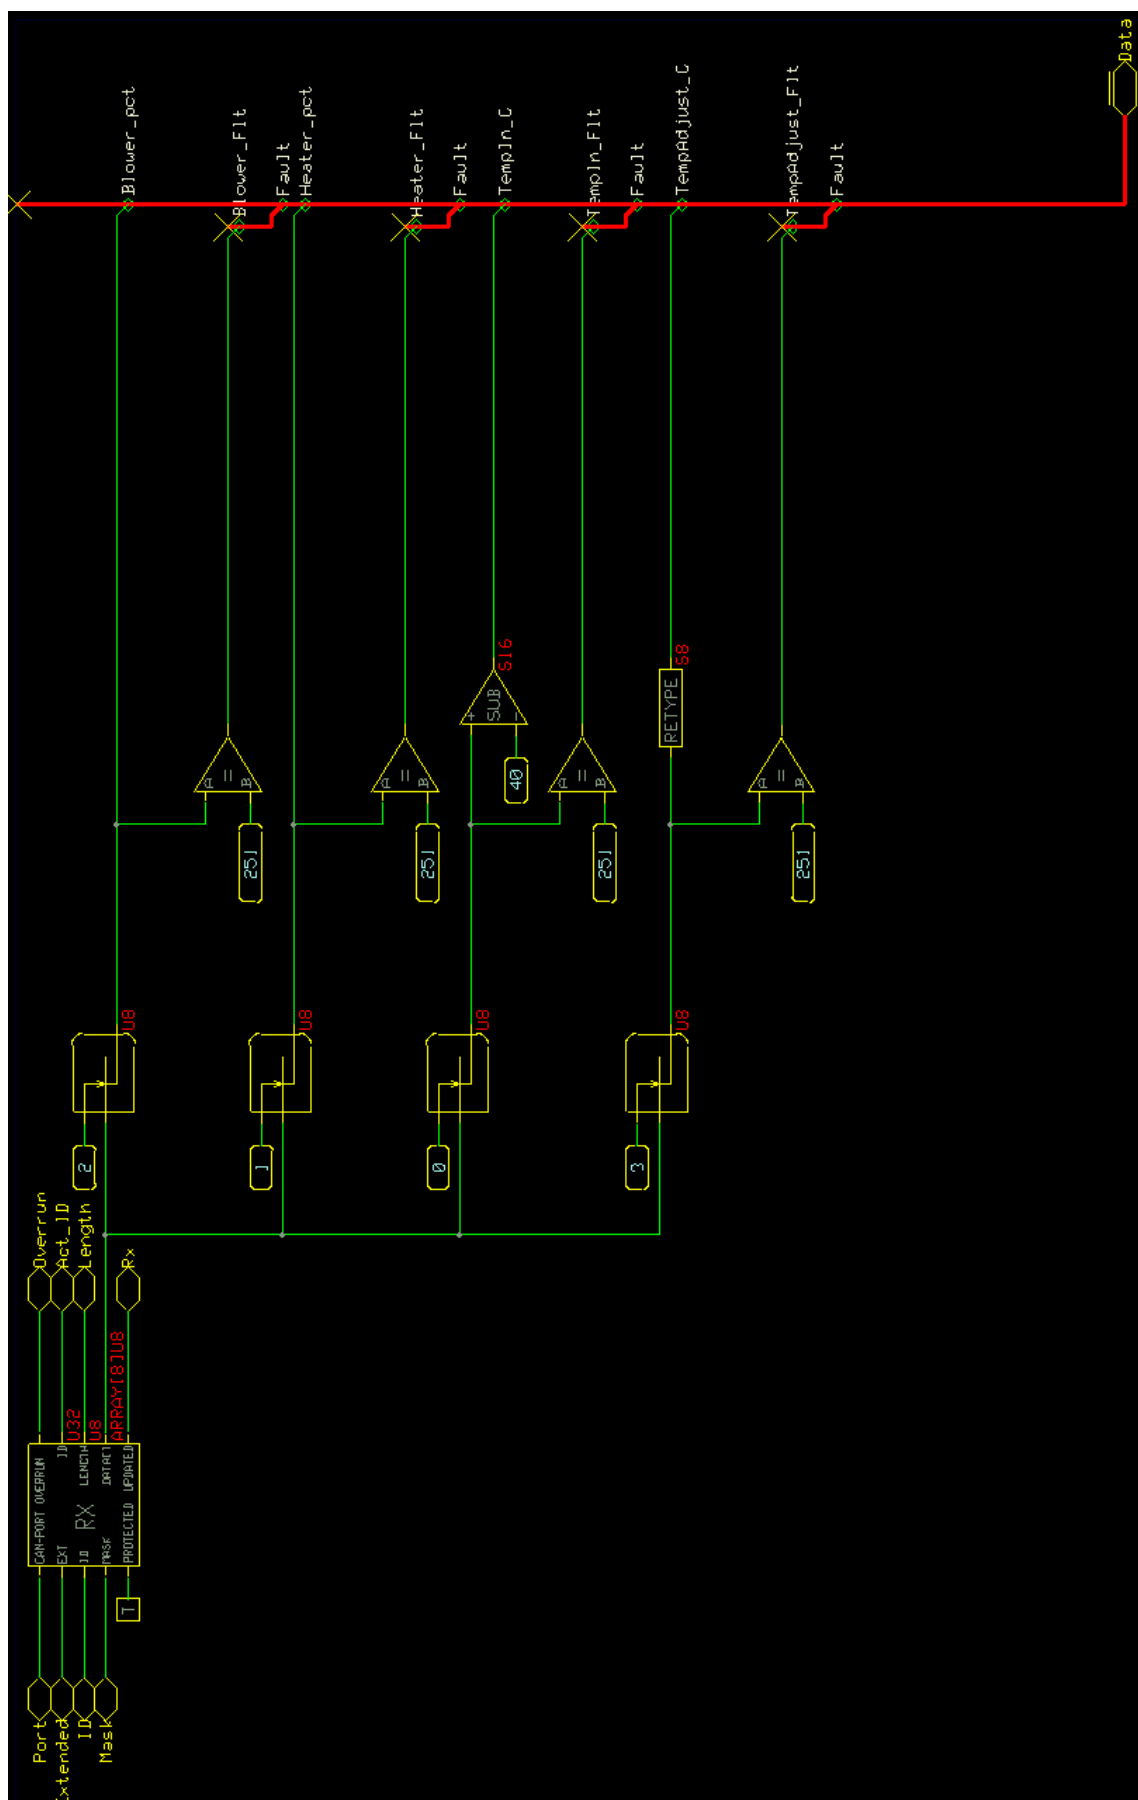 Port
Extended
ID
Mask
T
CAN-PORT OVERRUN
EXT ID
ID LENGTH
MASK DATA[]
PROTECTED UPDATED
RX
U32
U8
ARRAY[8]U8
Overrun
Act_ID
Length
Rx
2
U8
A = B
251
Blower_pct
Blower_Flt
Fault
1
U8
A = B
251
Heater_pct
Heater_Flt
Fault
0
U8
+ SUB -
S16
40
A = B
251
TempIn_C
TempIn_Flt
Fault
3
U8
RETYPE
S8
A = B
251
TempAdjust_C
TempAdjust_Flt
Fault
Data